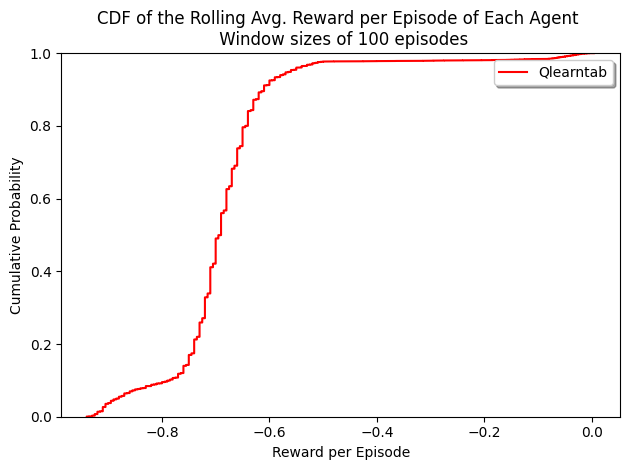 CDF of the Rolling Avg. Reward per Episode of Each Agent
Window sizes of 100 episodes
Qlearntab
Cumulative Probability
1.0
0.8
0.6
0.4
0.2
0.0
−0.8
−0.6
−0.4
−0.2
0.0
Reward per Episode